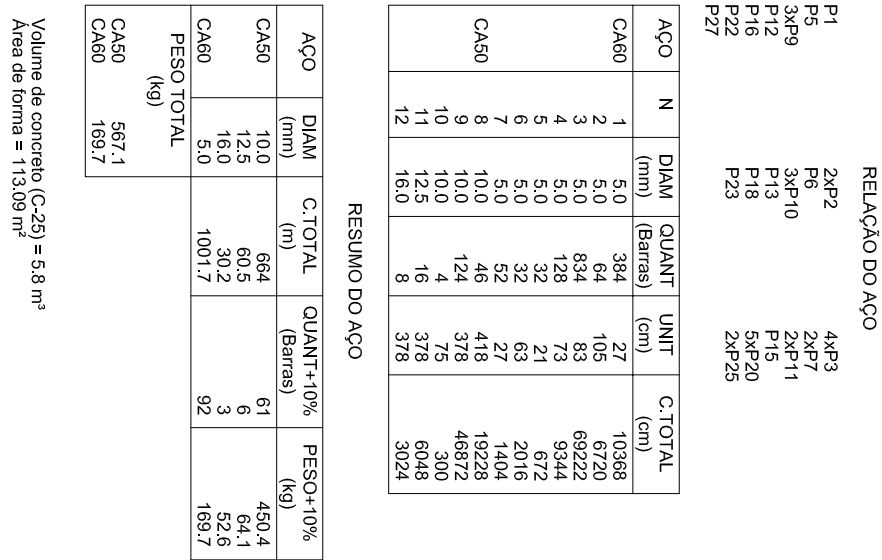 RELAÇÃO DO AÇO
P1 2xP2 4xP3
P5 P6 2xP7
3xP9 3xP10 2xP11
P12 P13 P15
P16 P18 5xP20
P22 P23 2xP25
P27
AÇO N DIAM QUANT UNIT C.TOTAL
(mm) (Barras) (cm) (cm)
CA60 1 5.0 384 27 10368
2 5.0 64 105 6720
3 5.0 834 83 69222
4 5.0 128 73 9344
5 5.0 32 21 672
6 5.0 32 63 2016
7 5.0 52 27 1404
CA50 8 10.0 46 418 19228
9 10.0 124 378 46872
10 10.0 4 75 300
11 12.5 16 378 6048
12 16.0 8 378 3024
RESUMO DO AÇO
AÇO DIAM C.TOTAL QUANT+10% PESO+10%
(mm) (m) (Barras) (kg)
CA50 10.0 664 61 450.4
12.5 60.5 6 64.1
16.0 30.2 3 52.6
CA60 5.0 1001.7 92 169.7
PESO TOTAL
(kg)
CA50 567.1
CA60 169.7
Volume de concreto (C-25) = 5.8 m³
Área de forma = 113.09 m²